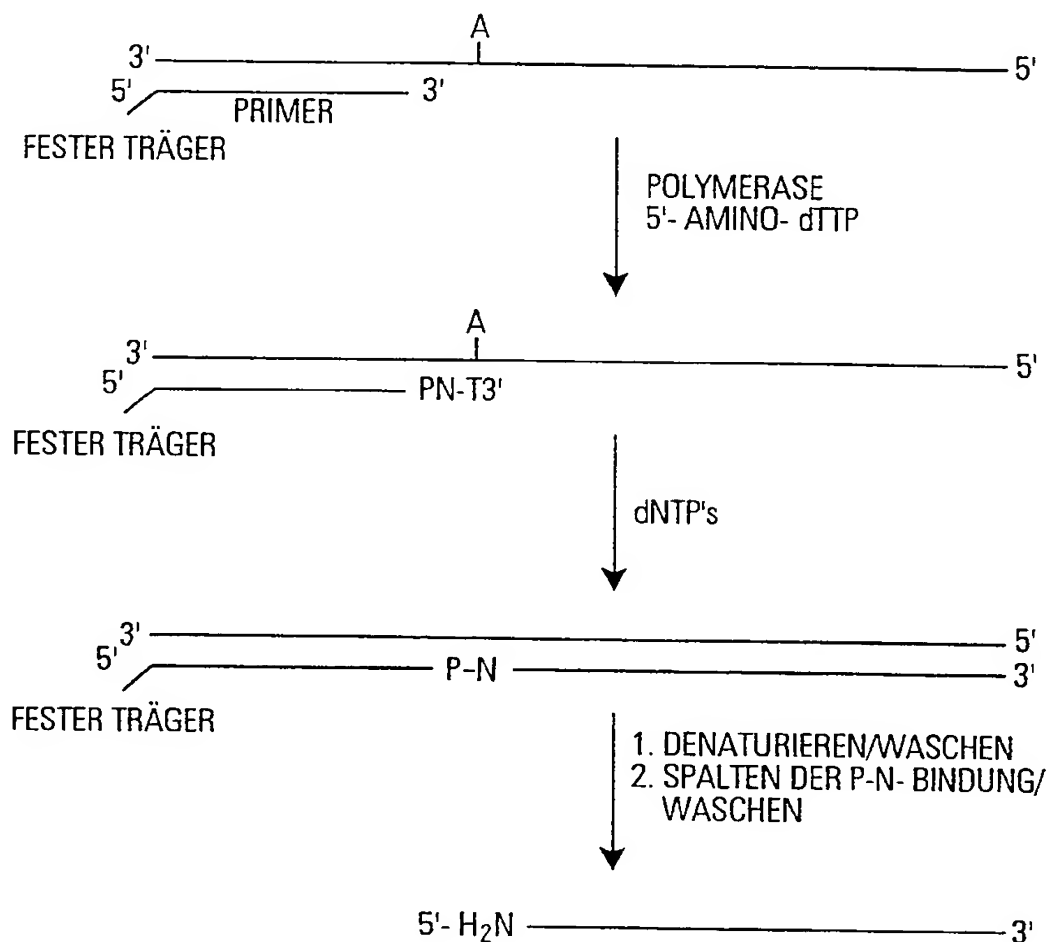 A
3' 5'
5' PRIMER 3'
FESTER TRÄGER
POLYMERASE
5'- AMINO- dTTP
A
3' 5'
5' PN-T3'
FESTER TRÄGER
dNTP's
3' 5'
5' P-N 3'
FESTER TRÄGER
1. DENATURIEREN/WASCHEN
2. SPALTEN DER P-N- BINDUNG/
WASCHEN
5'- H₂N 3'